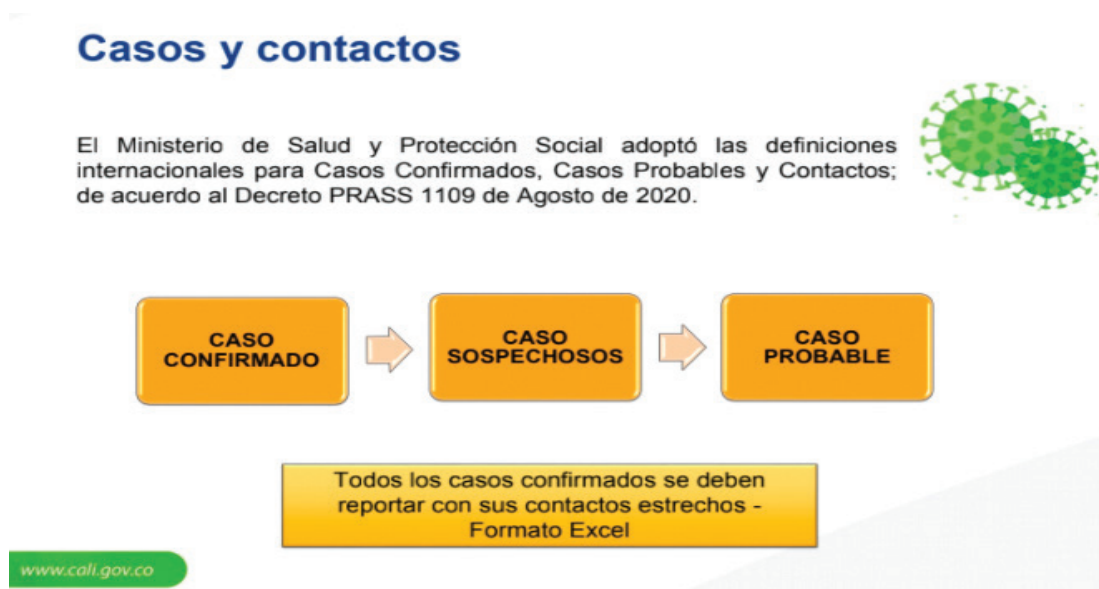 Casos y contactos
El Ministerio de Salud y Protección Social adoptó las definiciones
internacionales para Casos Confirmados, Casos Probables y Contactos;
de acuerdo al Decreto PRASS 1109 de Agosto de 2020.
CASO
CONFIRMADO
CASO
SOSPECHOSOS
CASO
PROBABLE
Todos los casos confirmados se deben
reportar con sus contactos estrechos -
Formato Excel
www.cali.gov.co